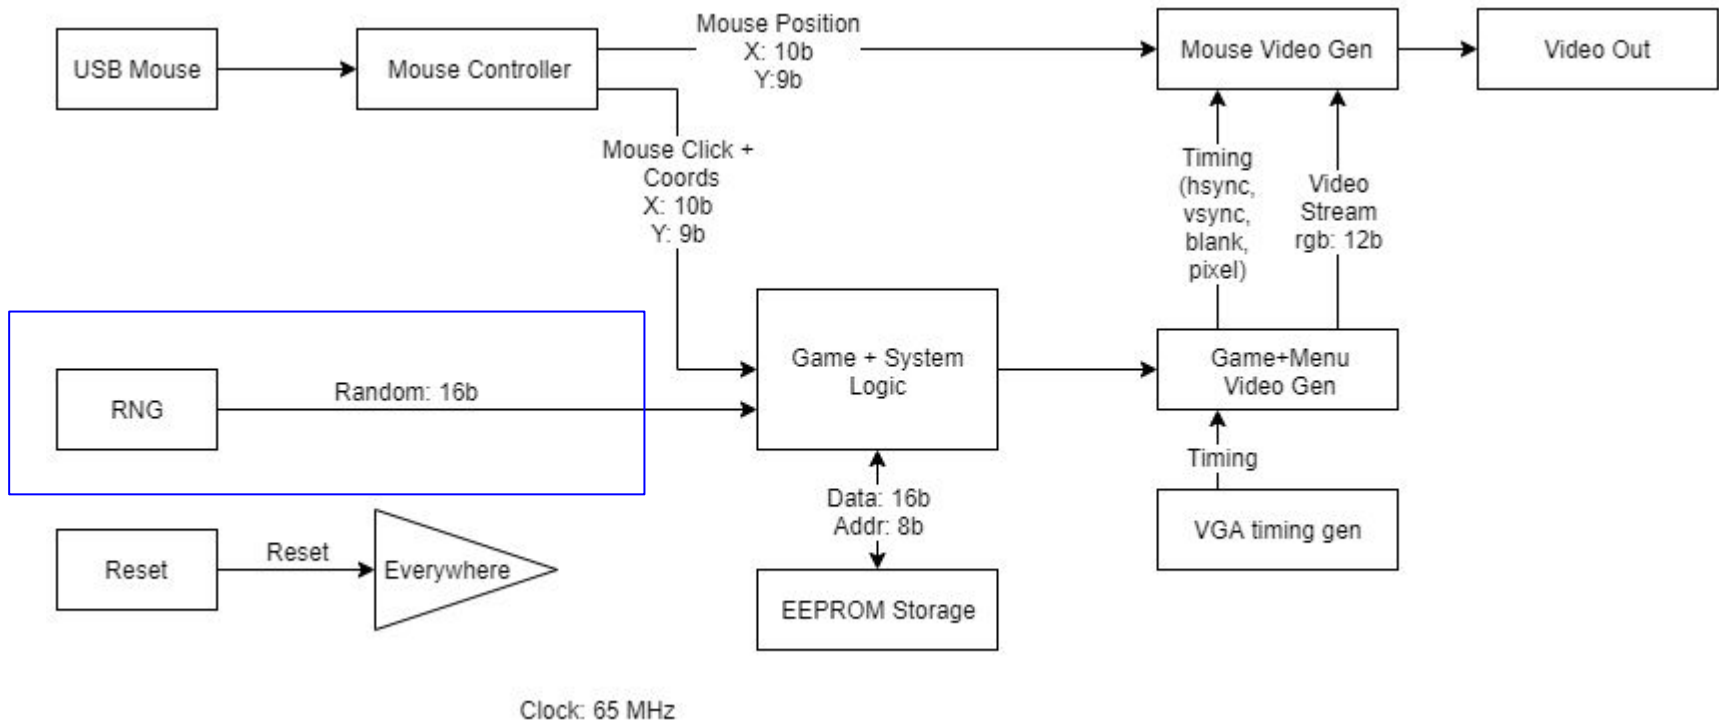 USB Mouse
Mouse Controller
Mouse Position
X: 10b
Y:9b
Mouse Video Gen
Video Out
Mouse Click +
Coords
X: 10b
Y: 9b
Timing
(hsync,
vsync,
blank,
pixel)
Video
Stream
rgb: 12b
RNG
Random: 16b
Game + System
Logic
Game+Menu
Video Gen
Timing
VGA timing gen
Data: 16b
Addr: 8b
EEPROM Storage
Reset
Reset
Everywhere
Clock: 65 MHz